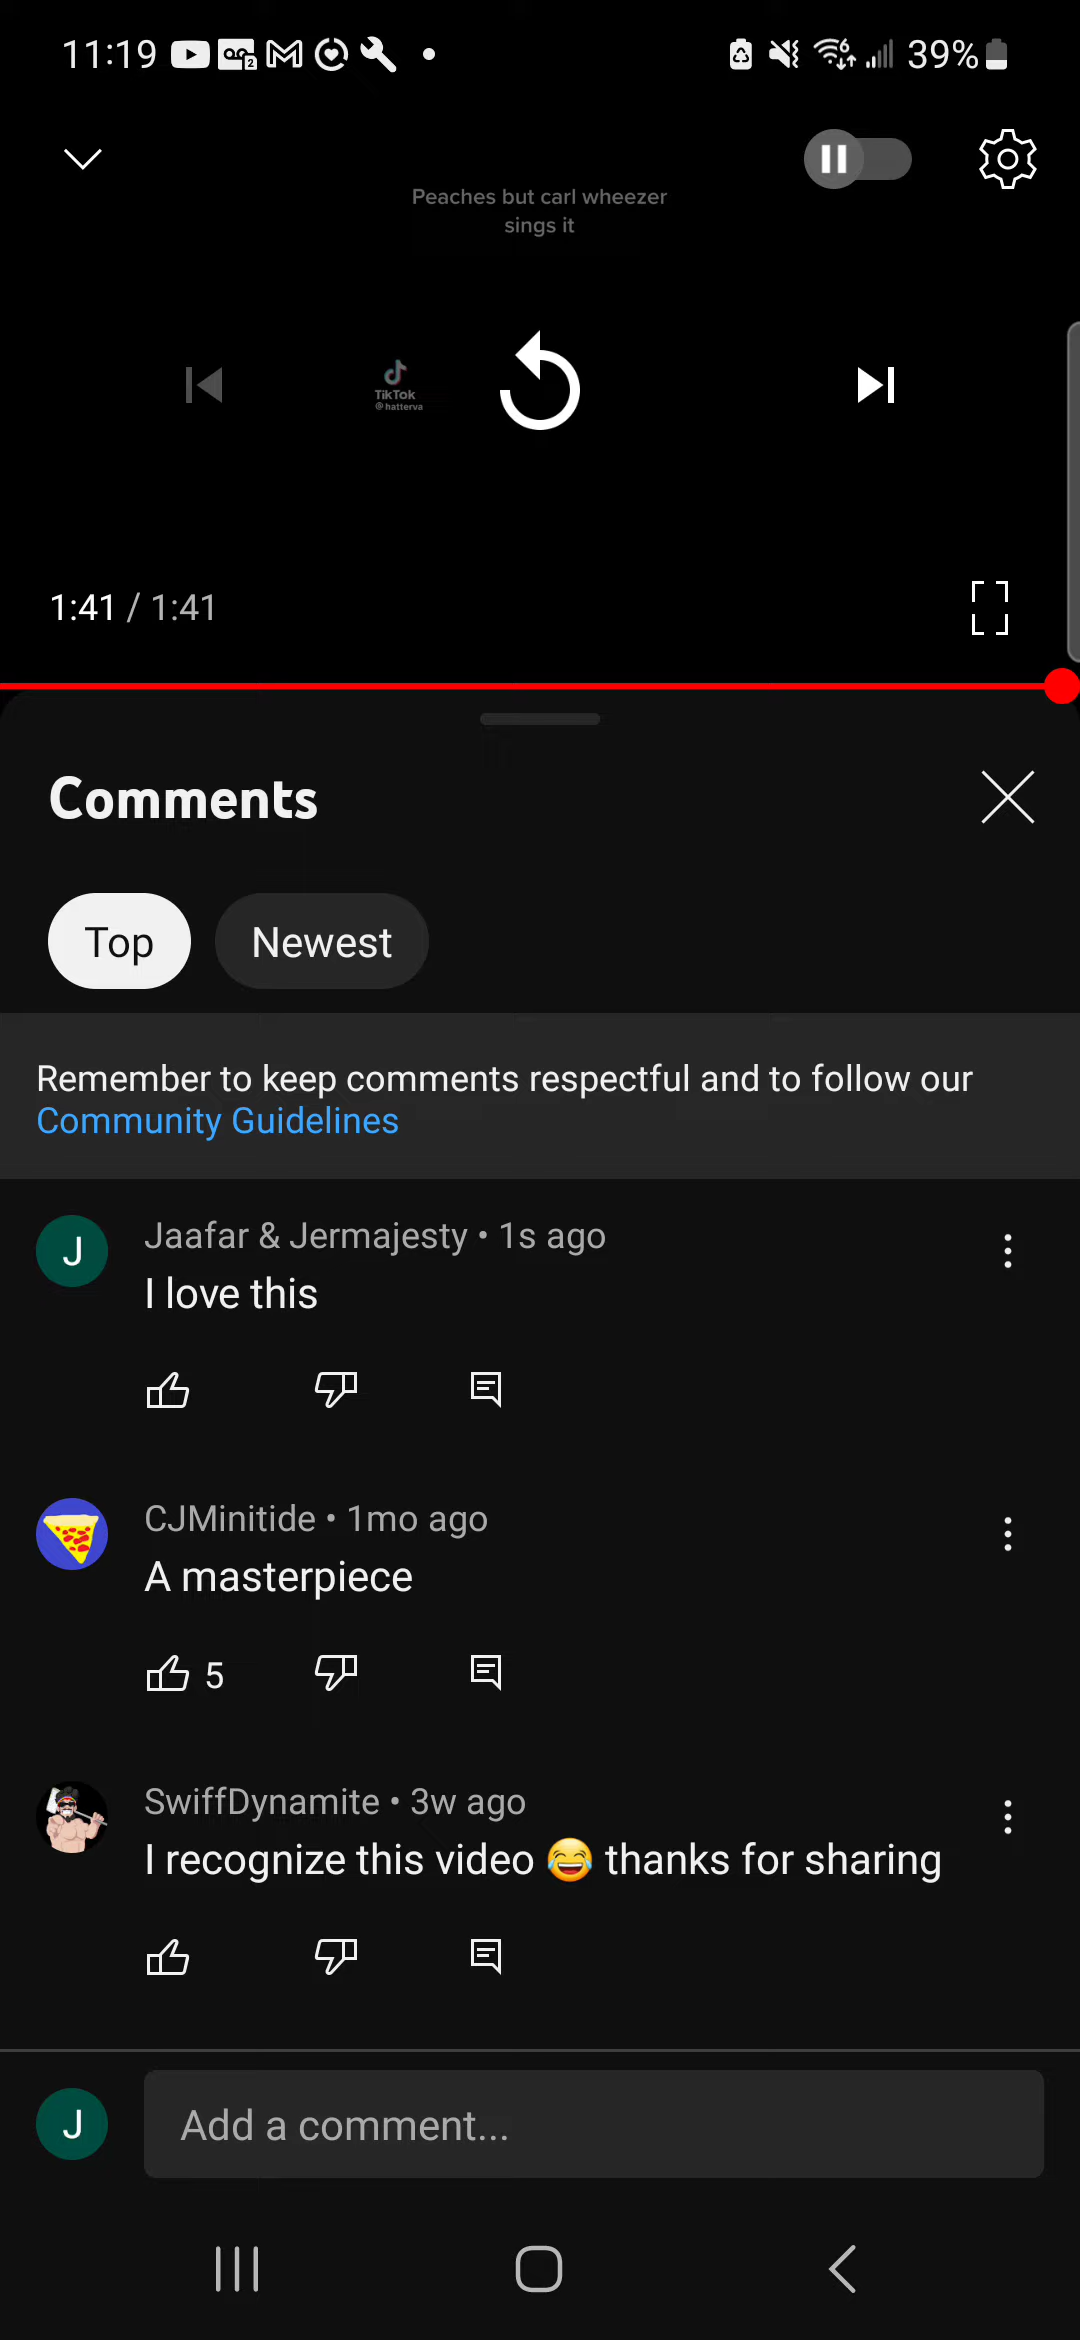 11:19
39%
Peaches but carl wheezer
sings it
TikTok
@hatterva
1:41 / 1:41
Comments
Top
Newest
Remember to keep comments respectful and to follow our
Community Guidelines
J
Jaafar & Jermajesty • 1s ago
I love this
CJMinitide • 1mo ago
A masterpiece
5
SwiffDynamite • 3w ago
I recognize this video 😂 thanks for sharing
J
Add a comment...